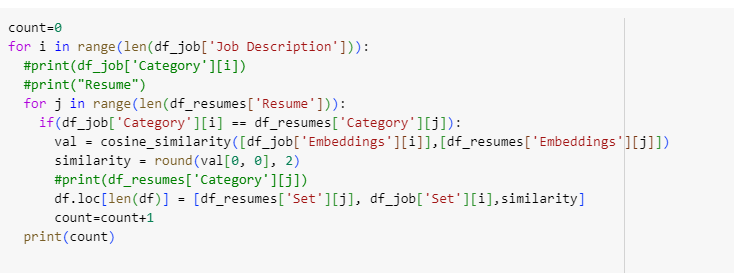 count=0
for i in range(len(df_job['Job Description'])):
  #print(df_job['Category'][i])
  #print("Resume")
  for j in range(len(df_resumes['Resume'])):
    if(df_job['Category'][i] == df_resumes['Category'][j]):
      val = cosine_similarity([df_job['Embeddings'][i]],[df_resumes['Embeddings'][j]])
      similarity = round(val[0, 0], 2)
      #print(df_resumes['Category'][j])
      df.loc[len(df)] = [df_resumes['Set'][j], df_job['Set'][i],similarity]
      count=count+1
  print(count)